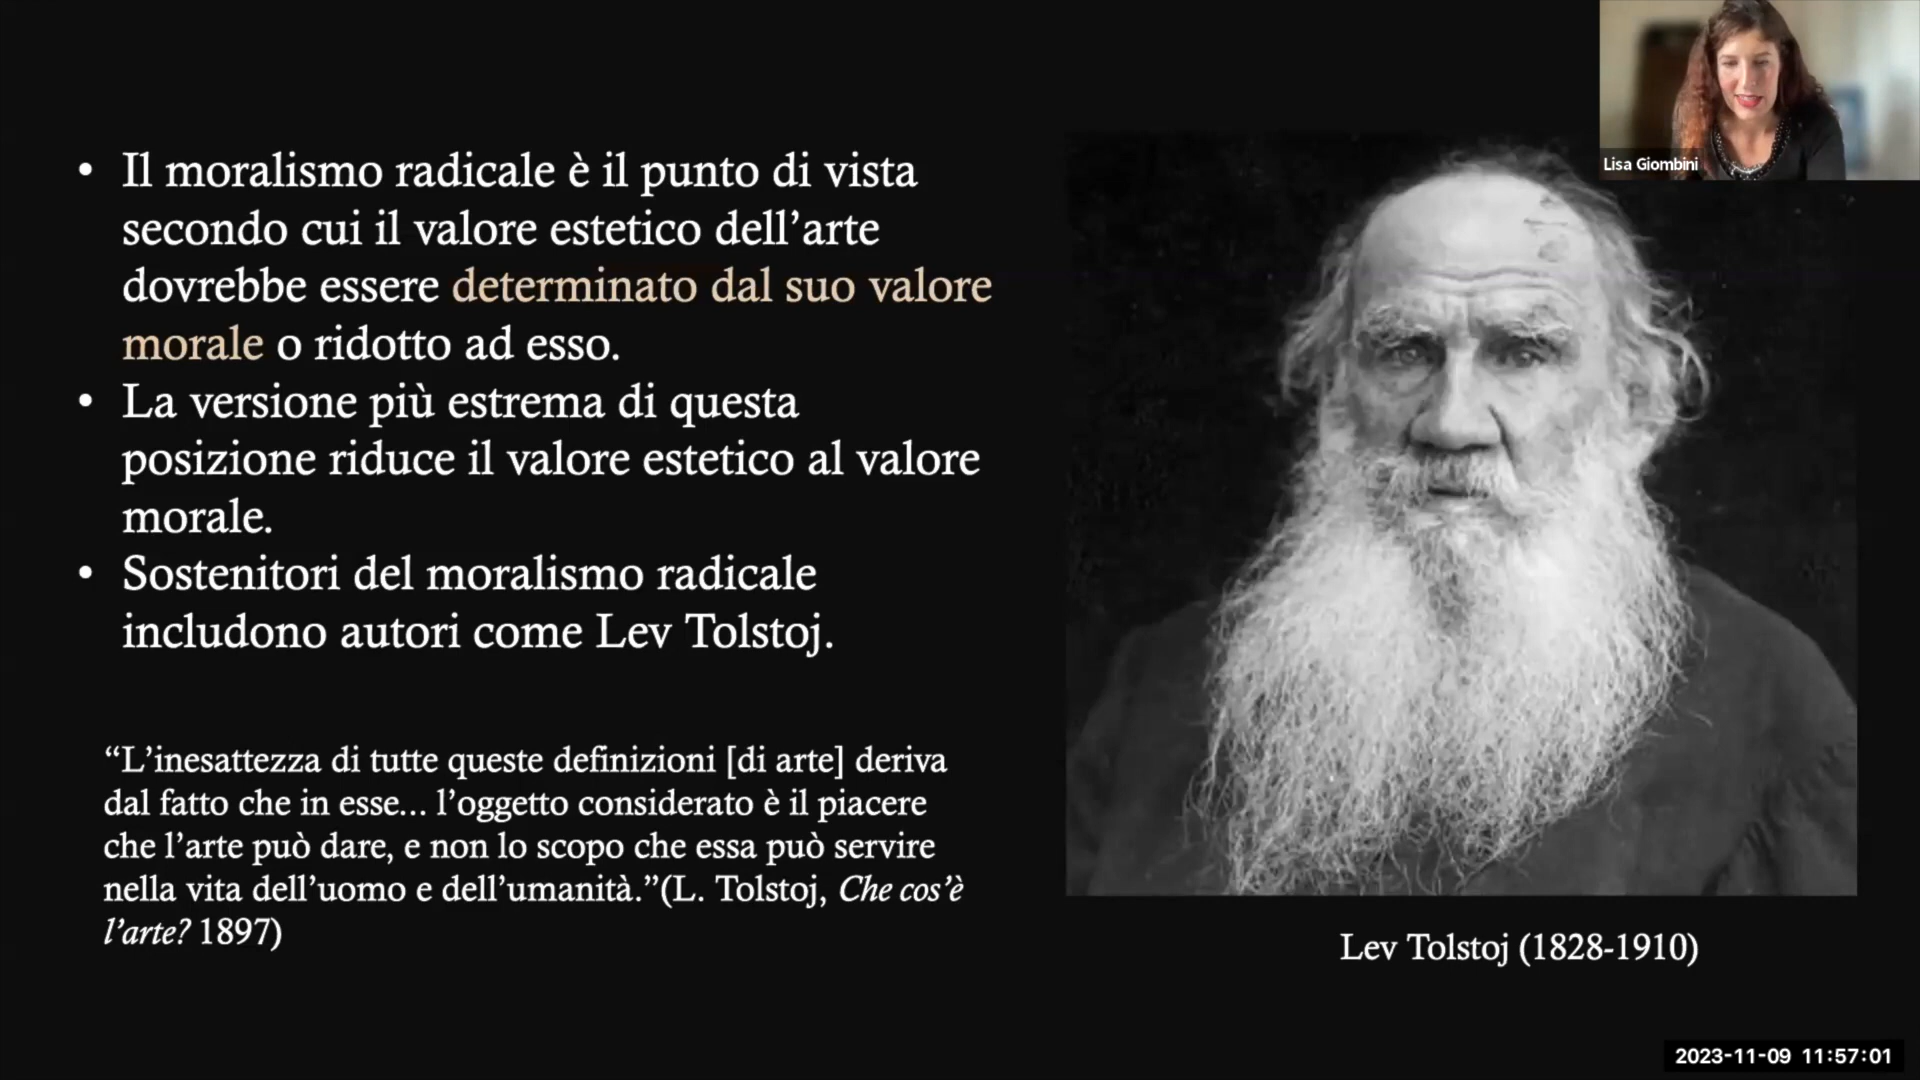 Lisa Giombini
• Il moralismo radicale è il punto di vista
secondo cui il valore estetico dell’arte
dovrebbe essere determinato dal suo valore
morale o ridotto ad esso.
• La versione più estrema di questa
posizione riduce il valore estetico al valore
morale.
• Sostenitori del moralismo radicale
includono autori come Lev Tolstoj.
“L’inesattezza di tutte queste definizioni [di arte] deriva
dal fatto che in esse... l’oggetto considerato è il piacere
che l’arte può dare, e non lo scopo che essa può servire
nella vita dell’uomo e dell’umanità.”(L. Tolstoj, Che cos’è
l’arte? 1897)
Lev Tolstoj (1828-1910)
2023-11-09 11:57:01